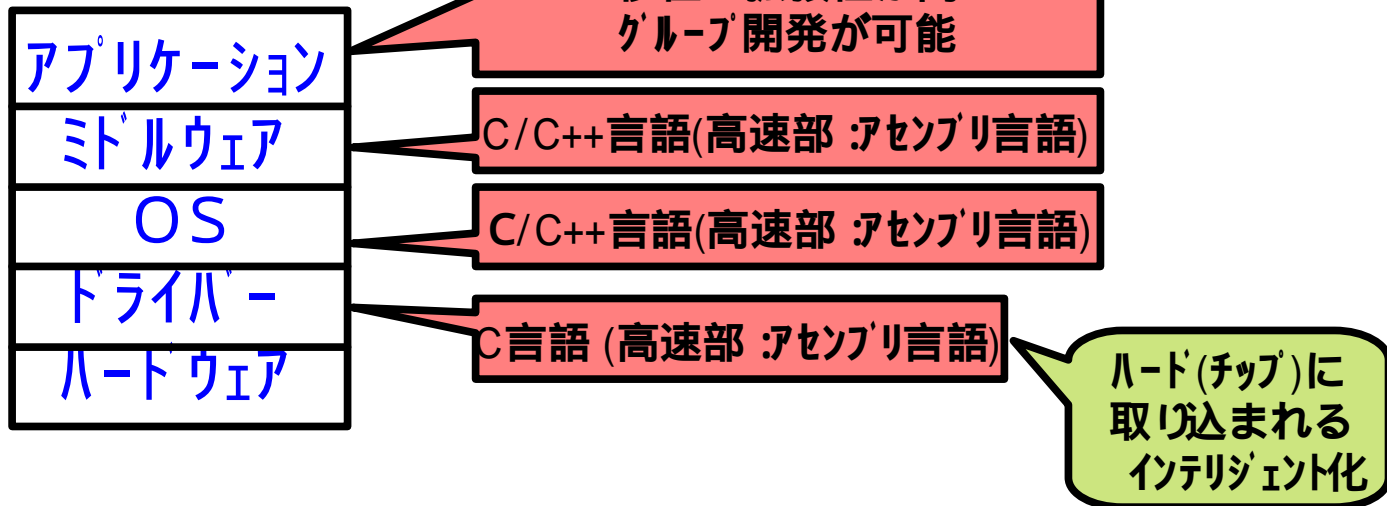 グループ開発が可能
アプリケーション
ミドルウェア
C/C++言語(高速部:アセンブリ言語)
OS
C/C++言語(高速部:アセンブリ言語)
ドライバー
C言語 (高速部:アセンブリ言語)
ハードウェア
ハード(チップ)に
取り込まれる
インテリジェント化